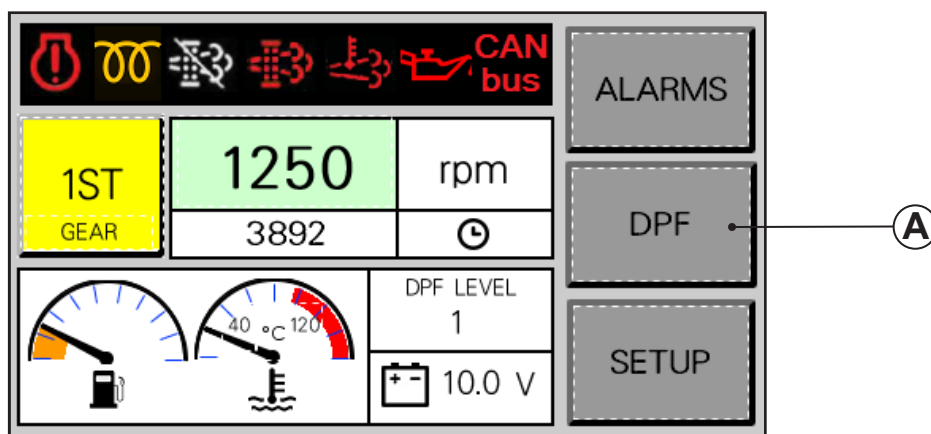 CAN
bus
ALARMS
1ST
GEAR
1250 rpm
3892
DPF
A
40 °C 120
DPF LEVEL
1
+ -
10.0 V
SETUP